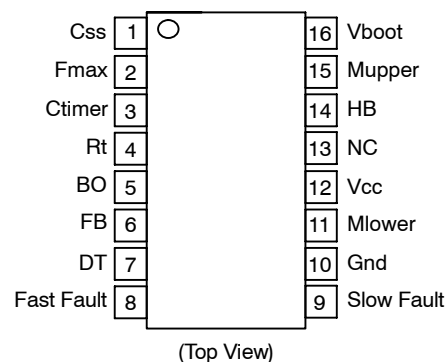 Css 1 16 Vboot
Fmax 2 15 Mupper
Ctimer 3 14 HB
Rt 4 13 NC
BO 5 12 Vcc
FB 6 11 Mlower
DT 7 10 Gnd
Fast Fault 8 9 Slow Fault
(Top View)